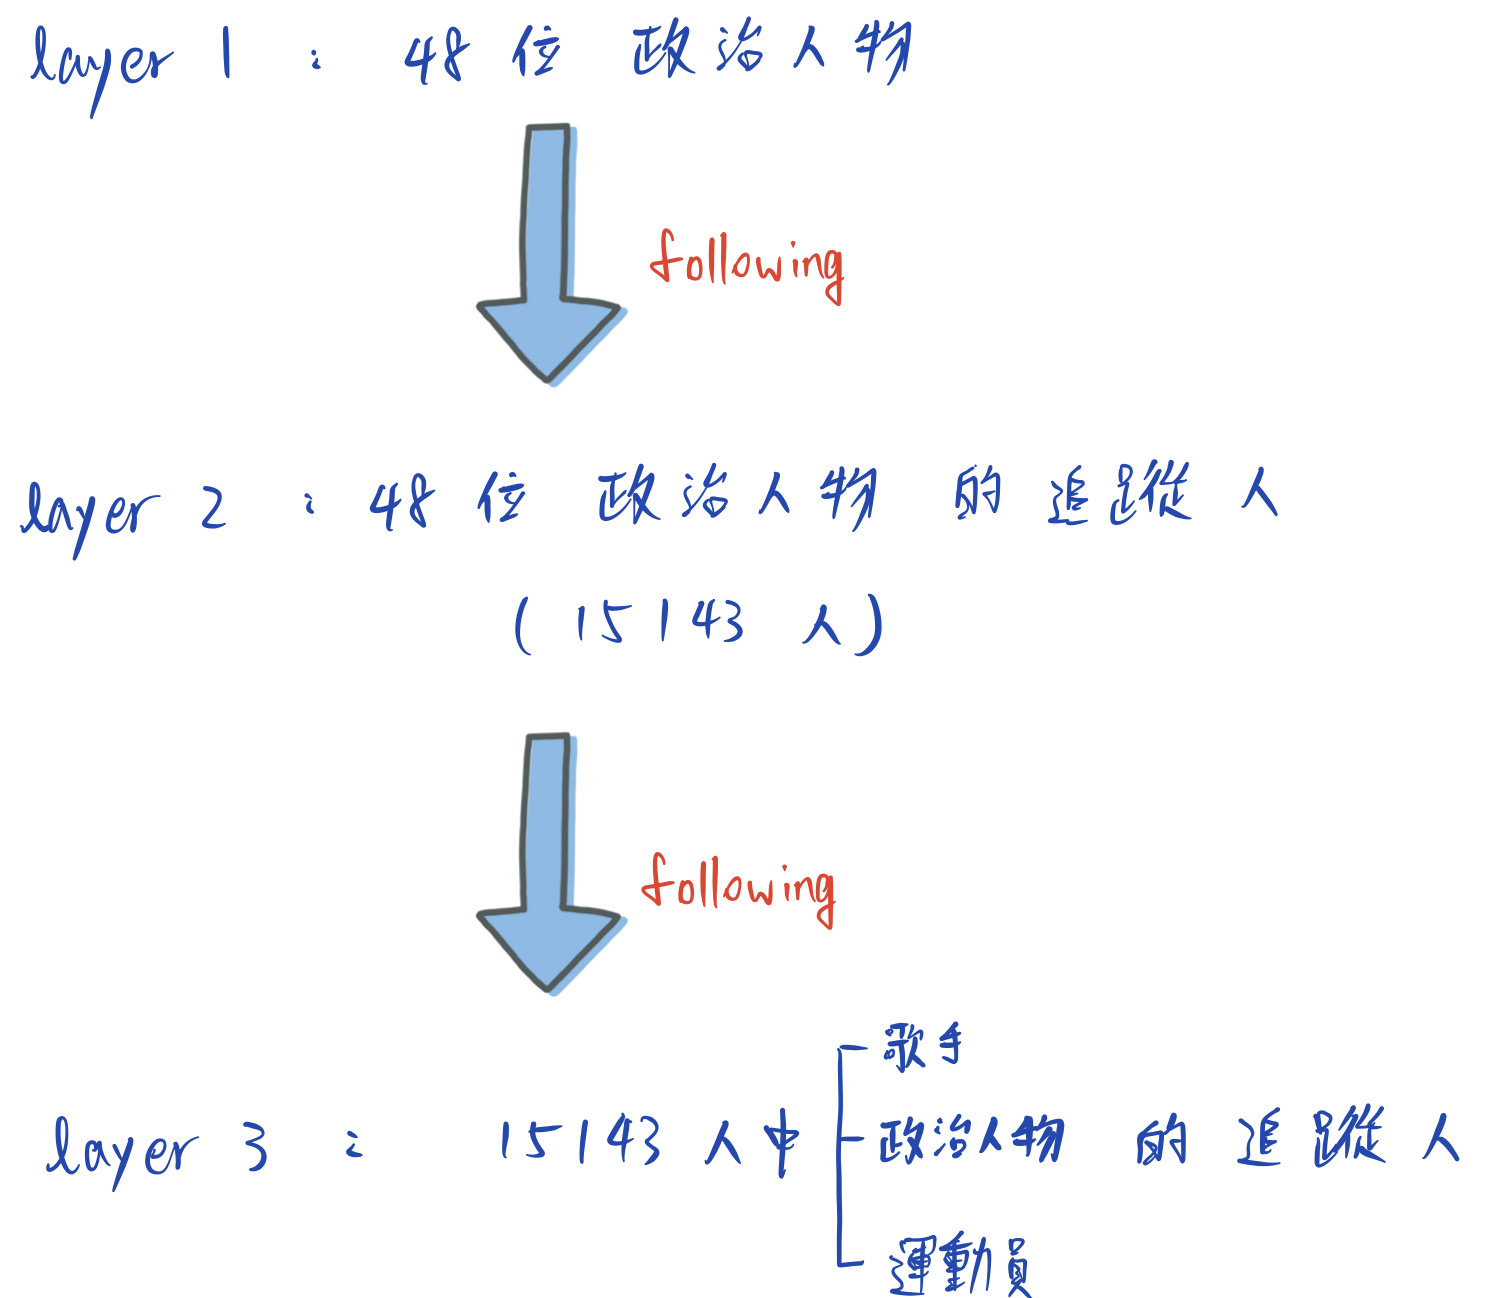 layer 1 : 48 位 政治人物
following
layer 2 : 48 位 政治人物 的 追蹤 人
( 15143 人 )
following
歌手
layer 3 : 15143 人中 政治人物 的 追蹤 人
運動員